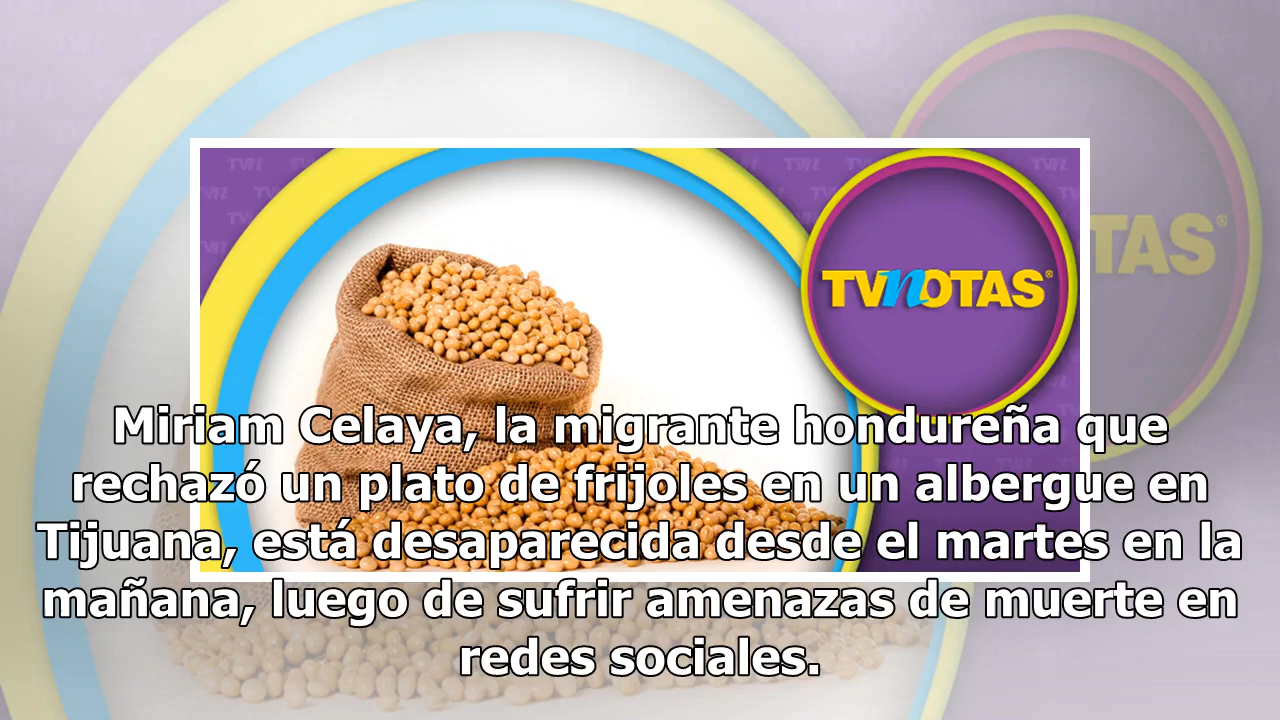 TVnOTAS®
TAS®
Miriam Celaya, la migrante hondureña que
rechazó un plato de frijoles en un albergue en
Tijuana, está desaparecida desde el martes en la
mañana, luego de sufrir amenazas de muerte en
redes sociales.